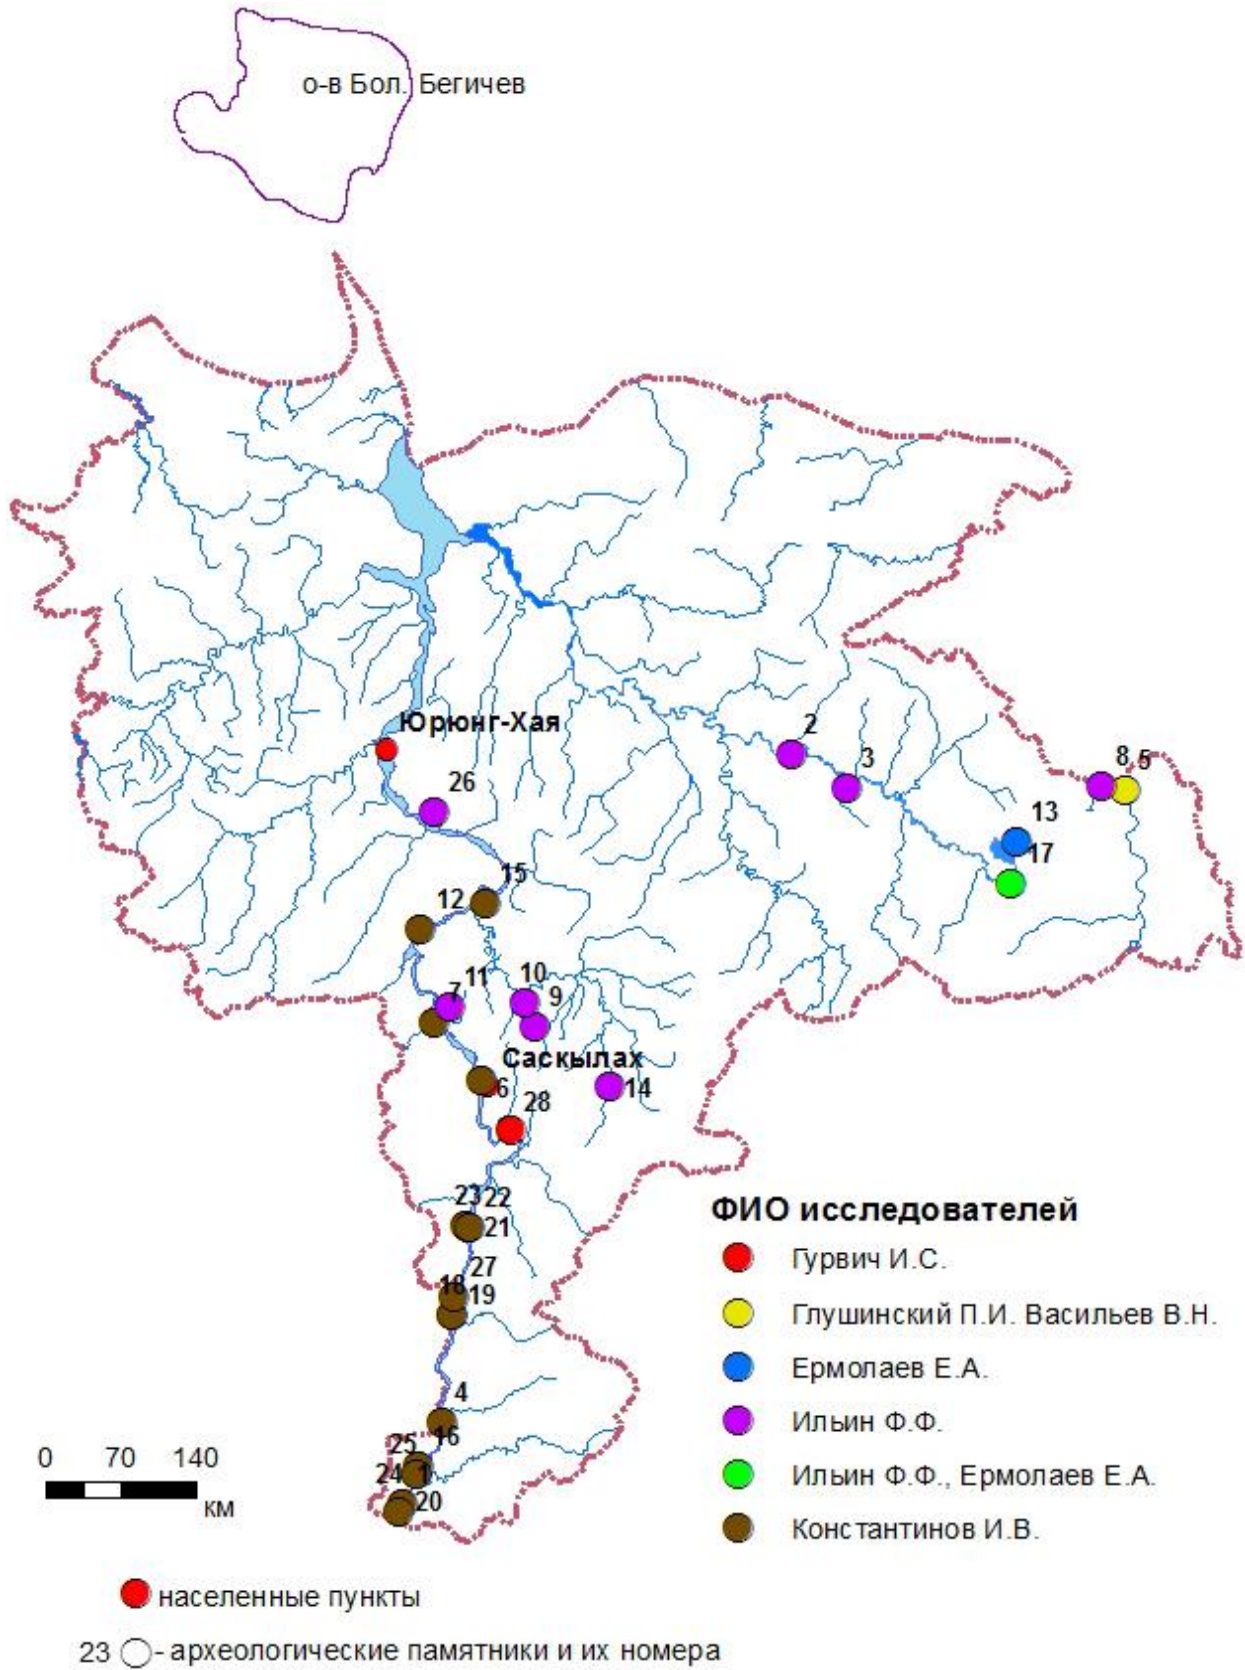 о-в Бол. Бегичев
Юрюнг-Хая
2
3
8
5
26
13
17
15
12
11
10
7
9
Саскылах
6
14
28
23
22
21
27
18
19
4
16
25
24
1
20
ФИО исследователей
Гурвич И.С.
Глушинский П.И. Васильев В.Н.
Ермолаев Е.А.
Ильин Ф.Ф.
Ильин Ф.Ф., Ермолаев Е.А.
Константинов И.В.
0 70 140
км
населенные пункты
23 - археологические памятники и их номера